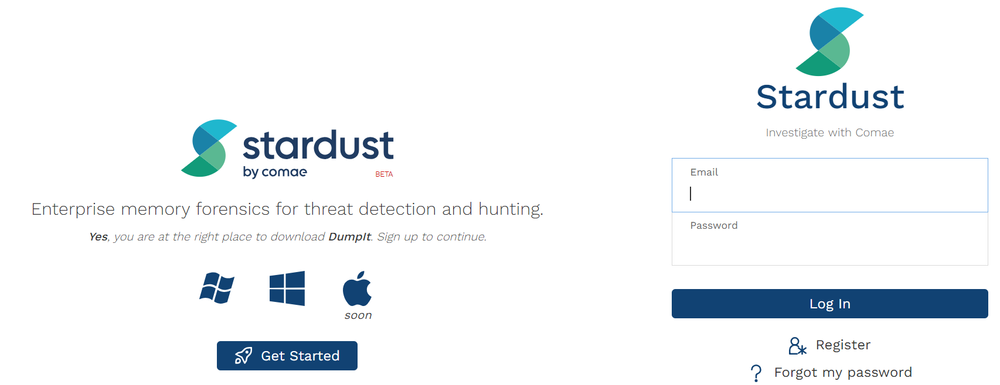 stardust
by comae
BETA
Enterprise memory forensics for threat detection and hunting.
Yes, you are at the right place to download DumpIt. Sign up to continue.
soon
Get Started
Stardust
Investigate with Comae
Email
Password
Log In
Register
Forgot my password